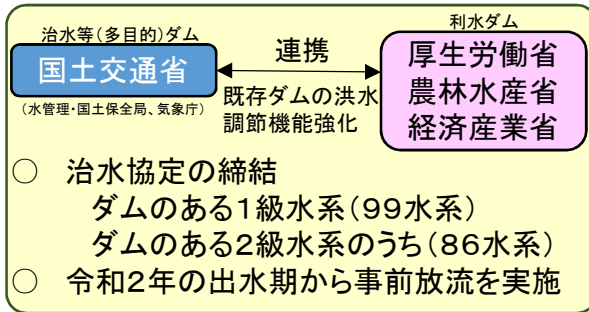 治水等(多目的)ダム
国土交通省
(水管理・国土保全局、気象庁)
連携
既存ダムの洪水
調節機能強化
利水ダム
厚生労働省
農林水産省
経済産業省
○ 治水協定の締結
ダムのある1級水系(99水系)
ダムのある2級水系のうち(86水系)
○ 令和2年の出水期から事前放流を実施